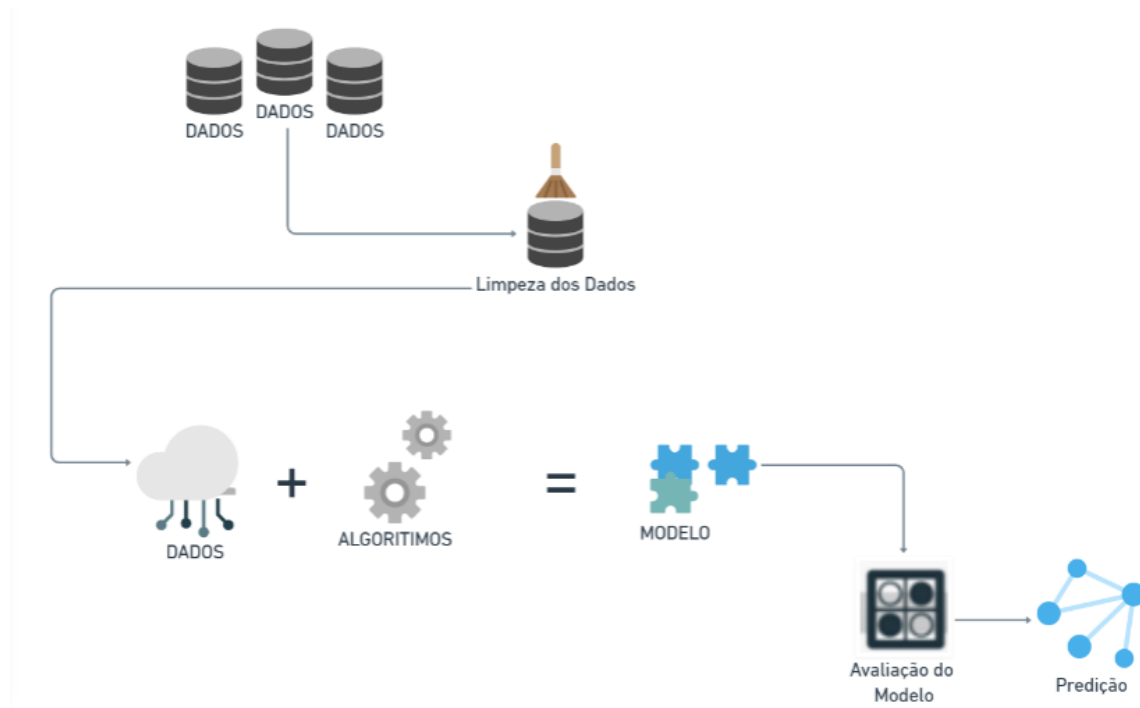 DADOS
DADOS
DADOS
Limpeza dos Dados
+
=
DADOS
ALGORITIMOS
MODELO
Avaliação do
Modelo
Predição